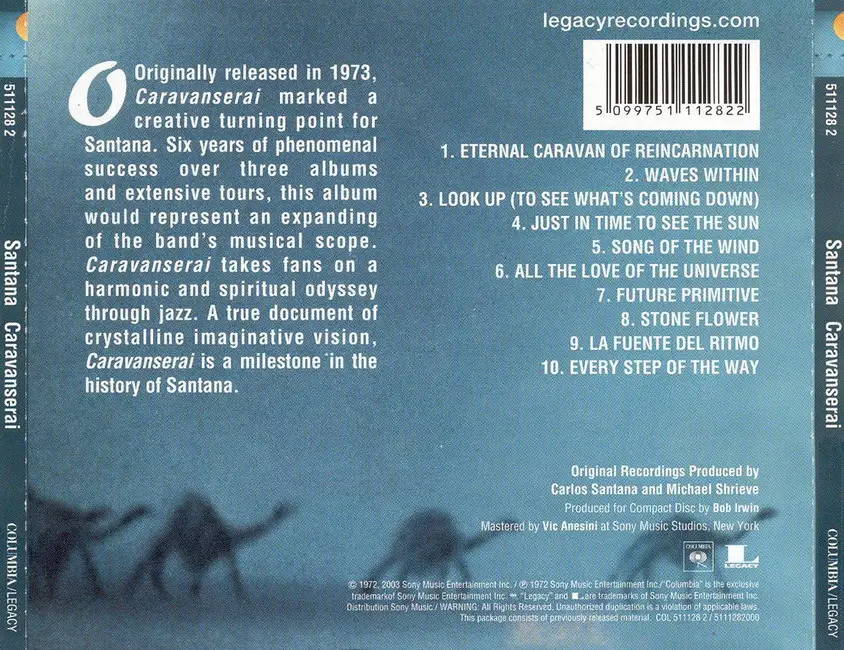 legacyrecordings.com
5 099751 112822
Originally released in 1973,
Caravanserai marked a
creative turning point for
Santana. Six years of phenomenal
success over three albums
and extensive tours, this album
would represent an expanding
of the band's musical scope.
Caravanserai takes fans on a
harmonic and spiritual odyssey
through jazz. A true document of
crystalline imaginative vision,
Caravanserai is a milestone in the
history of Santana.
1. ETERNAL CARAVAN OF REINCARNATION
2. WAVES WITHIN
3. LOOK UP (TO SEE WHAT'S COMING DOWN)
4. JUST IN TIME TO SEE THE SUN
5. SONG OF THE WIND
6. ALL THE LOVE OF THE UNIVERSE
7. FUTURE PRIMITIVE
8. STONE FLOWER
9. LA FUENTE DEL RITMO
10. EVERY STEP OF THE WAY
Original Recordings Produced by
Carlos Santana and Michael Shrieve
Produced for Compact Disc by Bob Irwin
Mastered by Vic Anesini at Sony Music Studios, New York
COLUMBIA
L
LEGACY
© 1972, 2003 Sony Music Entertainment Inc. / ℗ 1972 Sony Music Entertainment Inc./"Columbia" is the exclusive
trademarkof Sony Music Entertainment Inc. "Legacy" and L are trademarks of Sony Music Entertainment Inc.
Distribution Sony Music / WARNING: All Rights Reserved. Unauthorized duplication is a violation of applicable laws.
This package consists of previously released material. COL 511128 2 / 5111282000
511128 2
Santana Caravanserai
COLUMBIA/LEGACY
511128 2
Santana Caravanserai
COLUMBIA/LEGACY